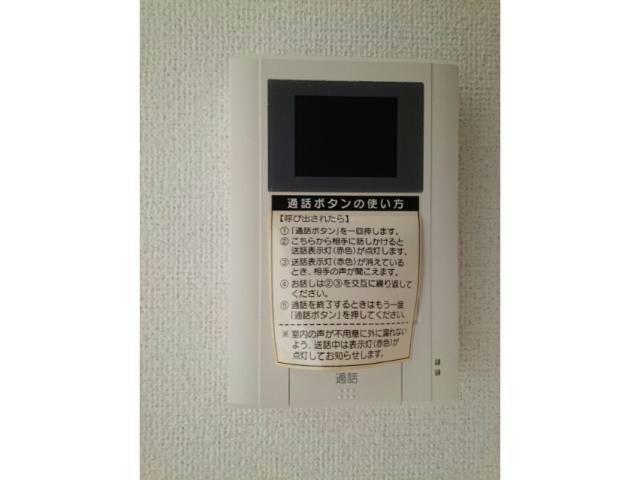 通話ボタンの使い方
【呼び出されたら】
①「通話ボタン」を一回押します。
②こちらから相手に話しかけると
送話表示灯(赤色)が点灯します。
③送話表示灯(赤色)が消えている
とき、相手の声が聞こえます。
④お話しは②③を交互に繰り返して
ください。
⑤通話を終了するときはもう一度
「通話ボタン」を押してください。
※室内の声が不用意に外に漏れない
よう、送話中は表示灯(赤色)が
点灯してお知らせします。
通話